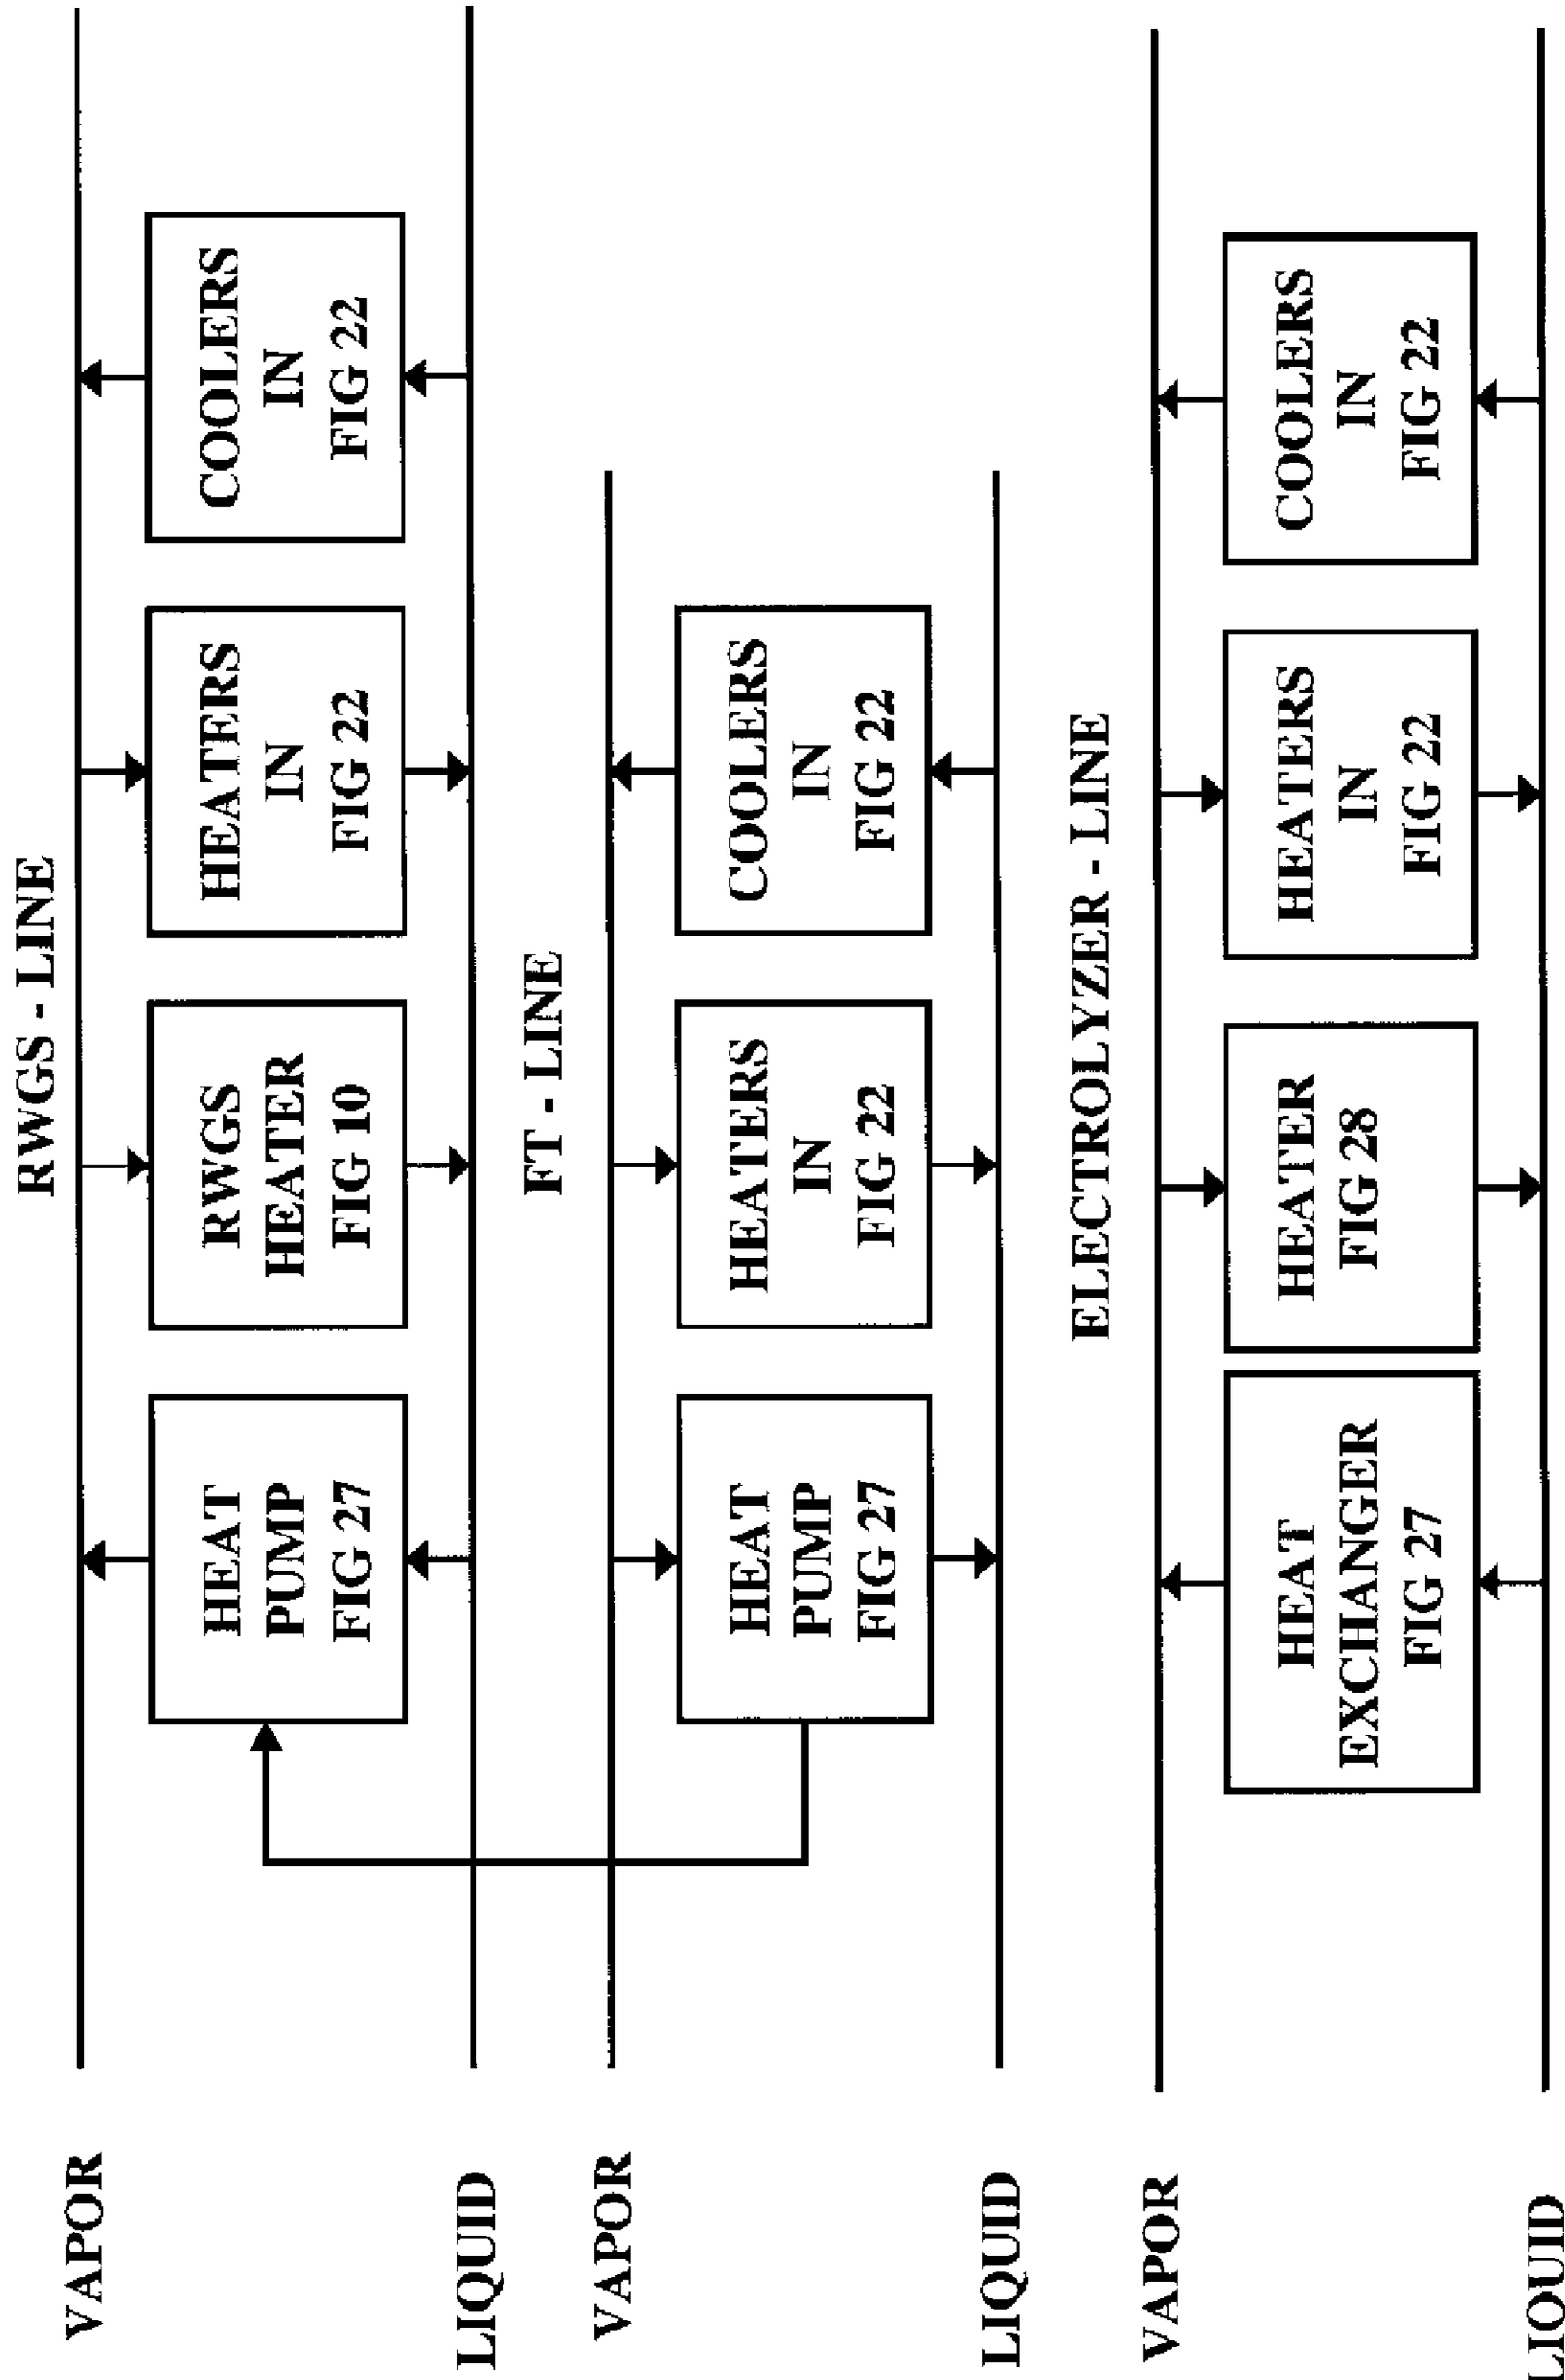 RWGS - LINE
VAPOR
HEAT
PUMP
FIG 27
RWGS
HEATER
FIG 10
HEATERS
IN
FIG 22
COOLERS
IN
FIG 22
LIQUID
FT - LINE
VAPOR
HEAT
PUMP
FIG 27
HEATERS
IN
FIG 22
COOLERS
IN
FIG 22
LIQUID
ELECTROLYZER - LINE
VAPOR
HEAT
EXCHANGER
FIG 27
HEATER
FIG 28
HEATERS
IN
FIG 22
COOLERS
IN
FIG 22
LIQUID